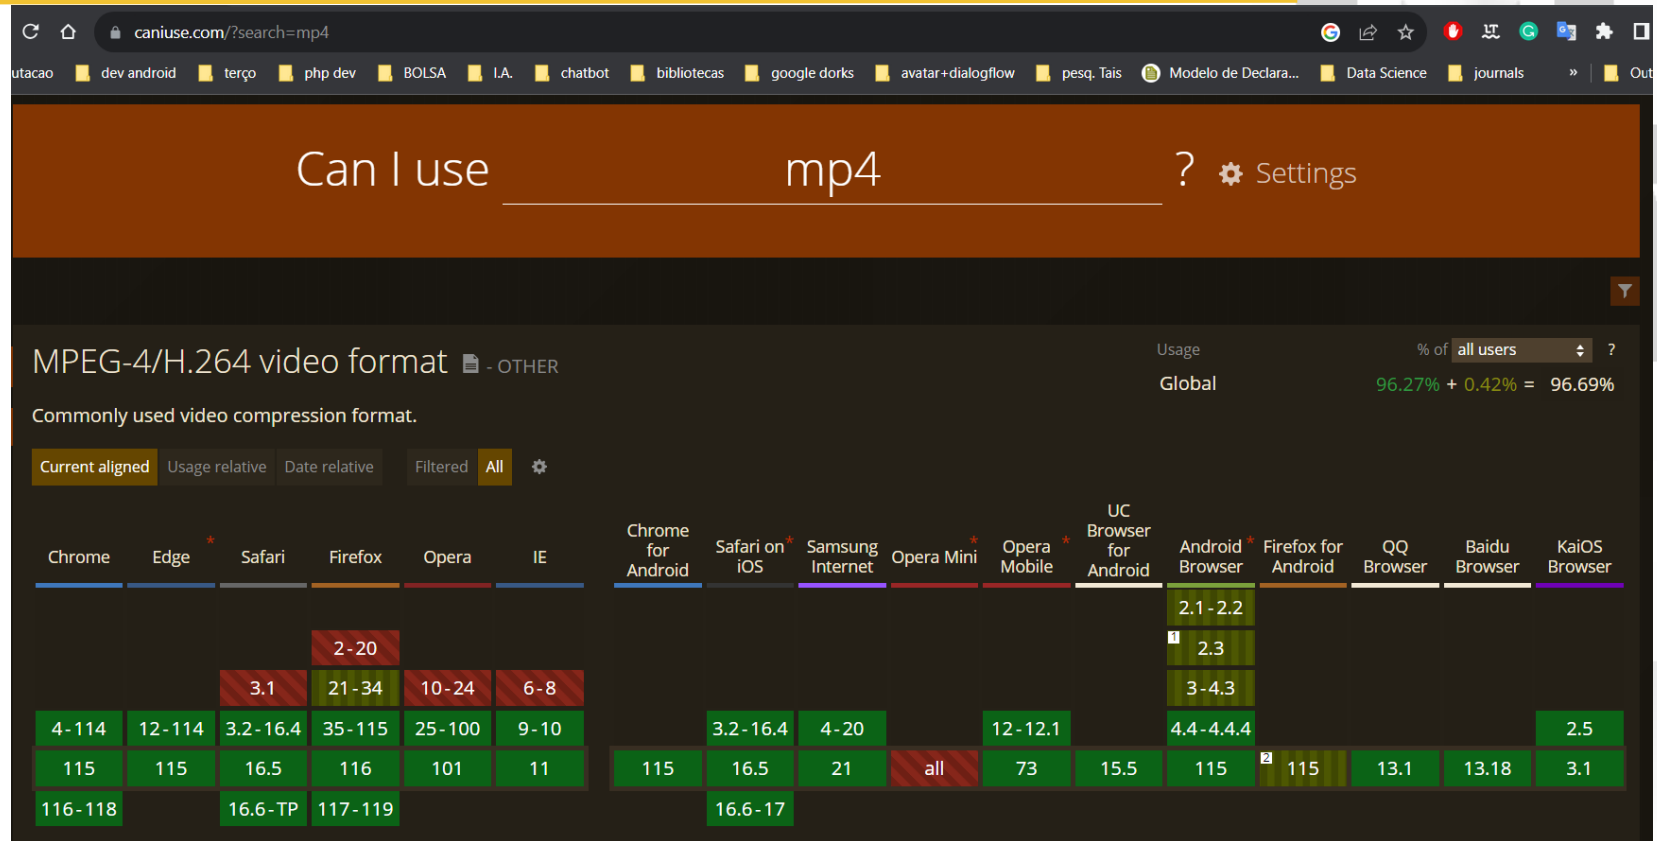 caniuse.com/?search=mp4
utacao dev android terço php dev BOLSA I.A. chatbot bibliotecas google dorks avatar+dialogflow pesq. Tais Modelo de Declara... Data Science journals » Out
Can I use mp4 ? Settings
MPEG-4/H.264 video format - OTHER
Usage % of all users ?
Global 96.27% + 0.42% = 96.69%
Commonly used video compression format.
Current aligned Usage relative Date relative Filtered All
Chrome Edge * Safari Firefox Opera IE Chrome for Android Safari on iOS * Samsung Internet Opera Mini * Opera Mobile * UC Browser for Android Android Browser * Firefox for Android QQ Browser Baidu Browser KaiOS Browser
2.1-2.2
2-20 1 2.3
3.1 21-34 10-24 6-8 3-4.3
4-114 12-114 3.2-16.4 35-115 25-100 9-10 3.2-16.4 4-20 12-12.1 4.4-4.4.4 2.5
115 115 16.5 116 101 11 115 16.5 21 all 73 15.5 115 2 115 13.1 13.18 3.1
116-118 16.6-TP 117-119 16.6-17